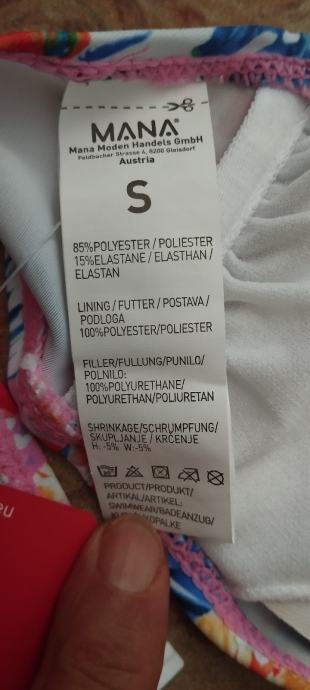 MANA®
Mana Moden Handels GmbH
Feldbacher Strasse 4, 8200 Gleisdorf
Austria
S
85%POLYESTER / POLIESTER
15%ELASTANE / ELASTHAN /
ELASTAN
LINING / FUTTER / POSTAVA /
PODLOGA
100%POLYESTER/POLIESTER
FILLER/FULLUNG/PUNILO/
POLNILO:
100%POLYURETHANE/
POLYURETHAN/POLIURETAN
SHRINKAGE/SCHRUMPFUNG/
SKUPLJANJE / KRČENJE
H: -5% W:-5%
PRODUCT/PRODUKT/
ARTIKAL/ARTIKEL:
SWIMWEAR/BADEANZUG/
KOPALKE